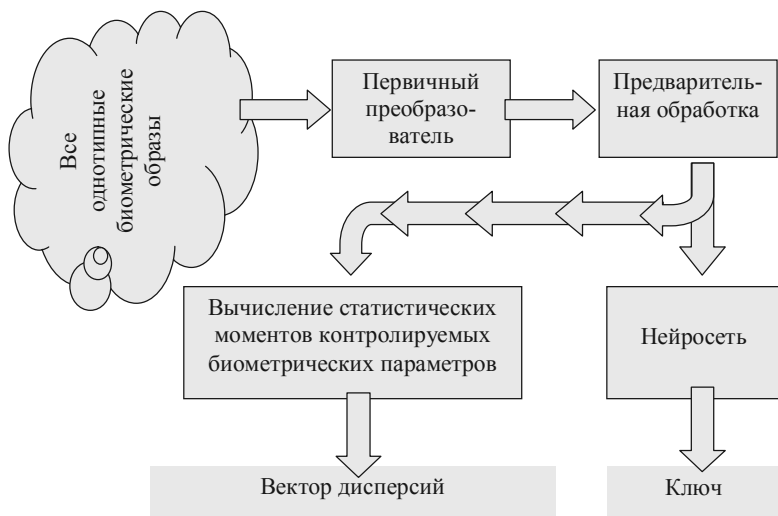 Все
однотипные
биометрические
образы
Первичный
преобразо-
ватель
Предваритель-
ная обработка
Вычисление статистических
моментов контролируемых
биометрических параметров
Нейросеть
Вектор дисперсий
Ключ